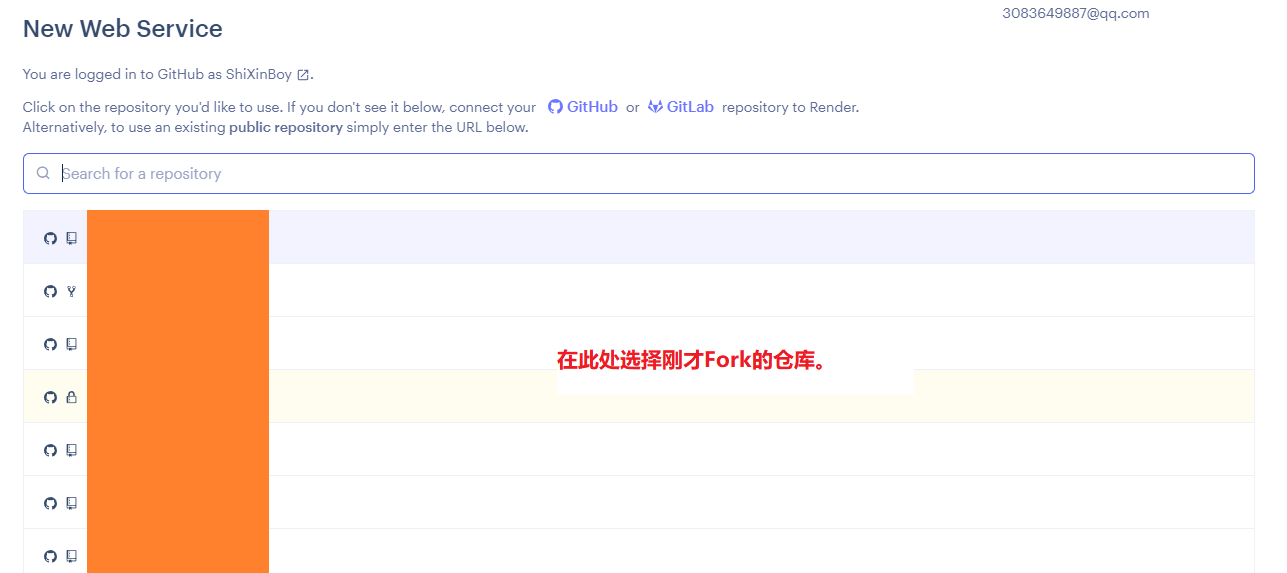 3083649887@qq.com
New Web Service
You are logged in to GitHub as ShiXinBoy .
Click on the repository you'd like to use. If you don't see it below, connect your GitHub or GitLab repository to Render.
Alternatively, to use an existing public repository simply enter the URL below.
Search for a repository
在此处选择刚才Fork的仓库。